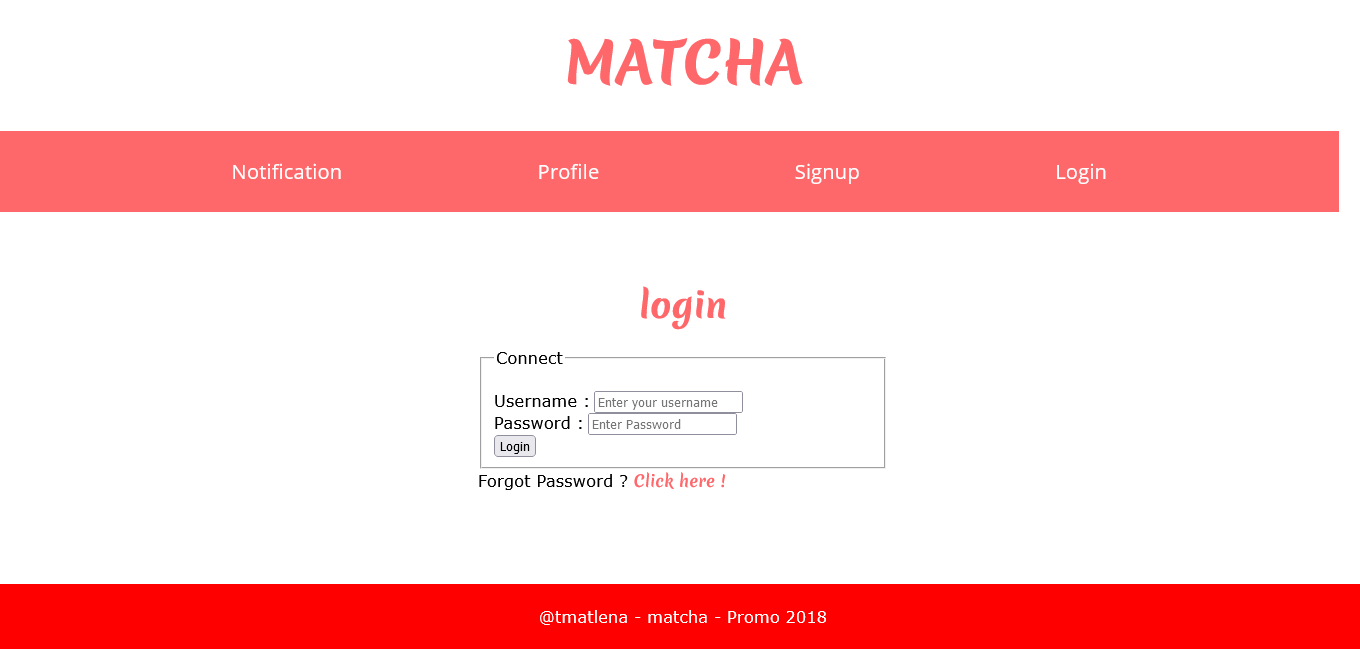 MATCHA
Notification Profile Signup Login
login
Connect
Username : Enter your username
Password : Enter Password
Login
Forgot Password ? Click here !
@tmatlena - matcha - Promo 2018